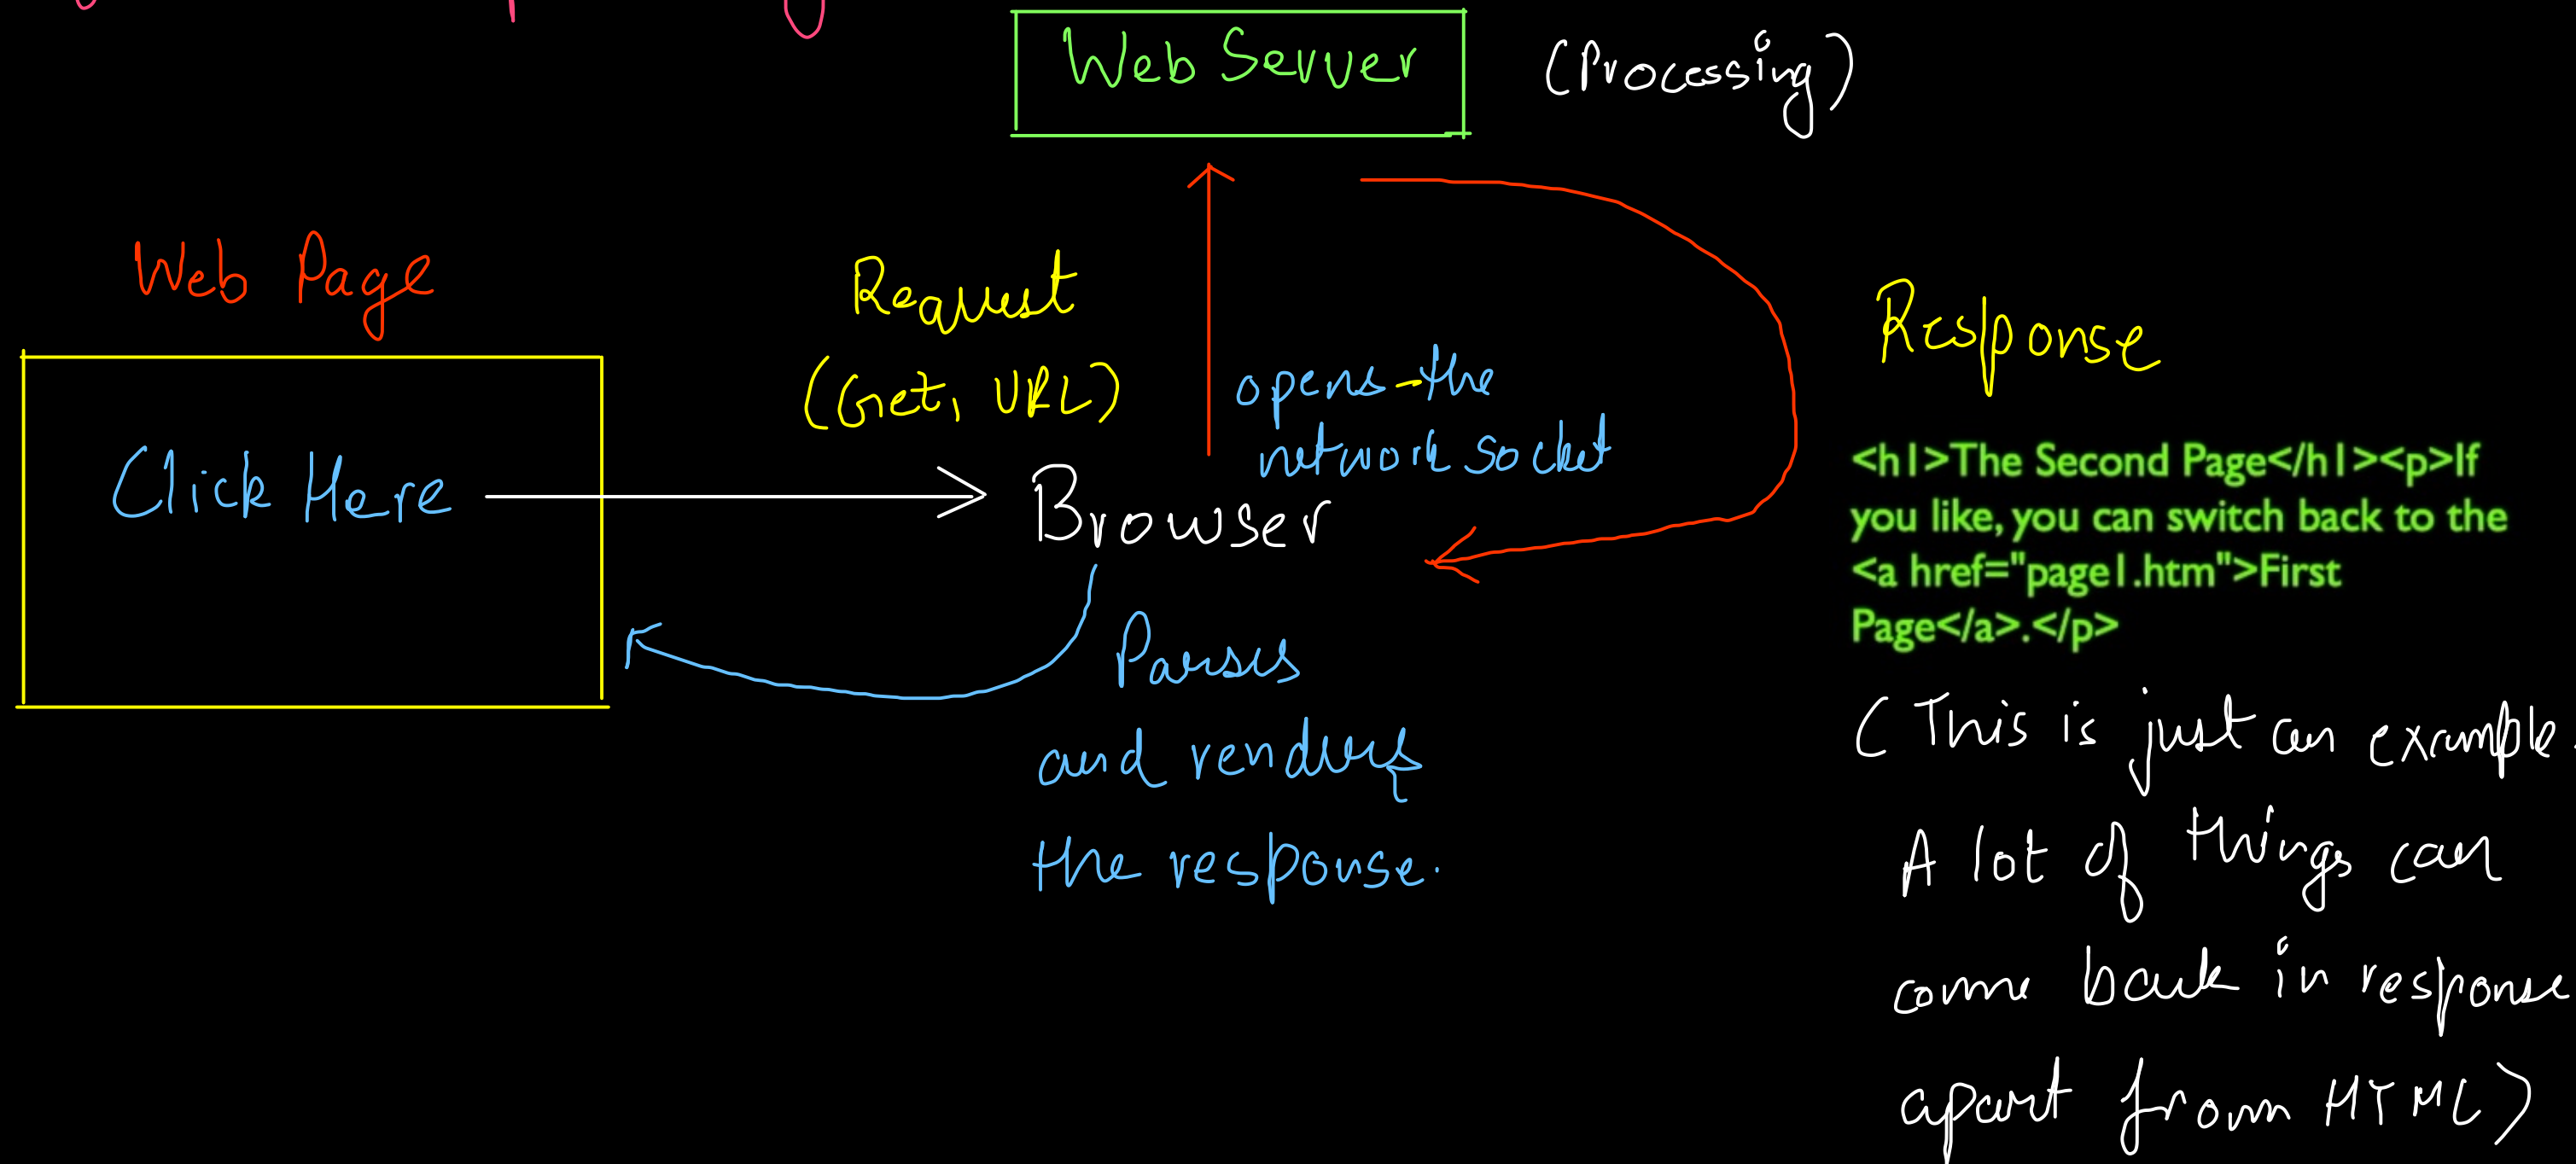 Web Server
(Processing)
Web Page
Request
(Get, URL)
opens the
network socket
Response
Click Here
Browser
<h1>The Second Page</h1><p>If
you like, you can switch back to the
<a href="page1.htm">First
Page</a>.</p>
Parses
and renders
the response.
(This is just an example.
A lot of things can
come back in response
apart from HTML)